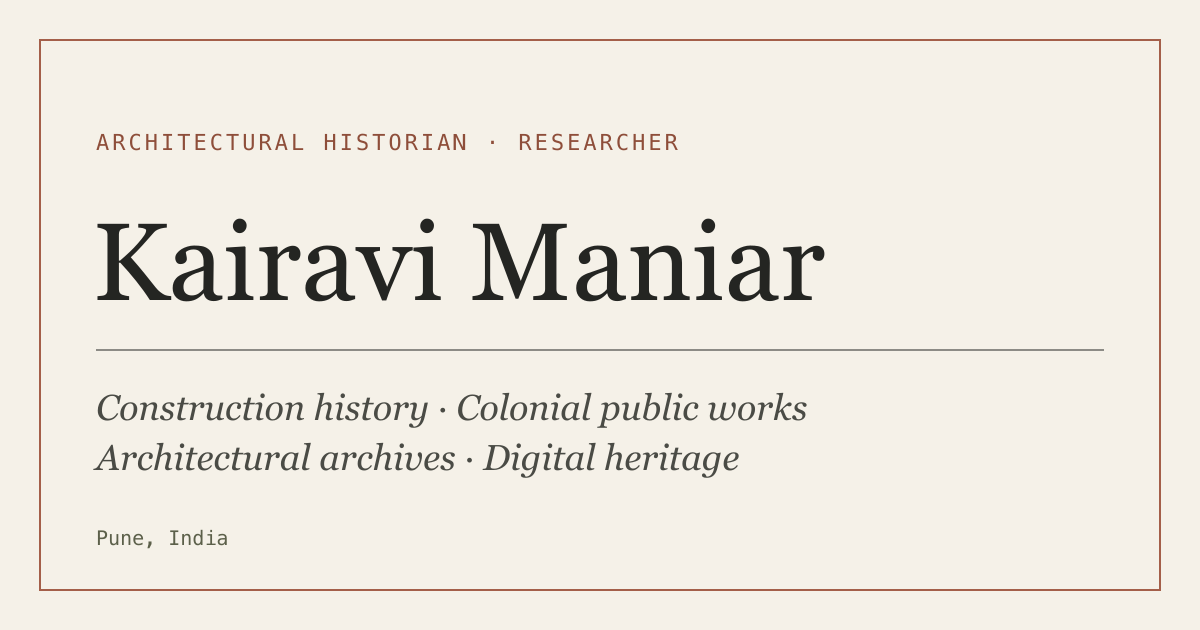 ARCHITECTURAL HISTORIAN · RESEARCHER
Kairavi Maniar
Construction history · Colonial public works
Architectural archives · Digital heritage
Pune, India